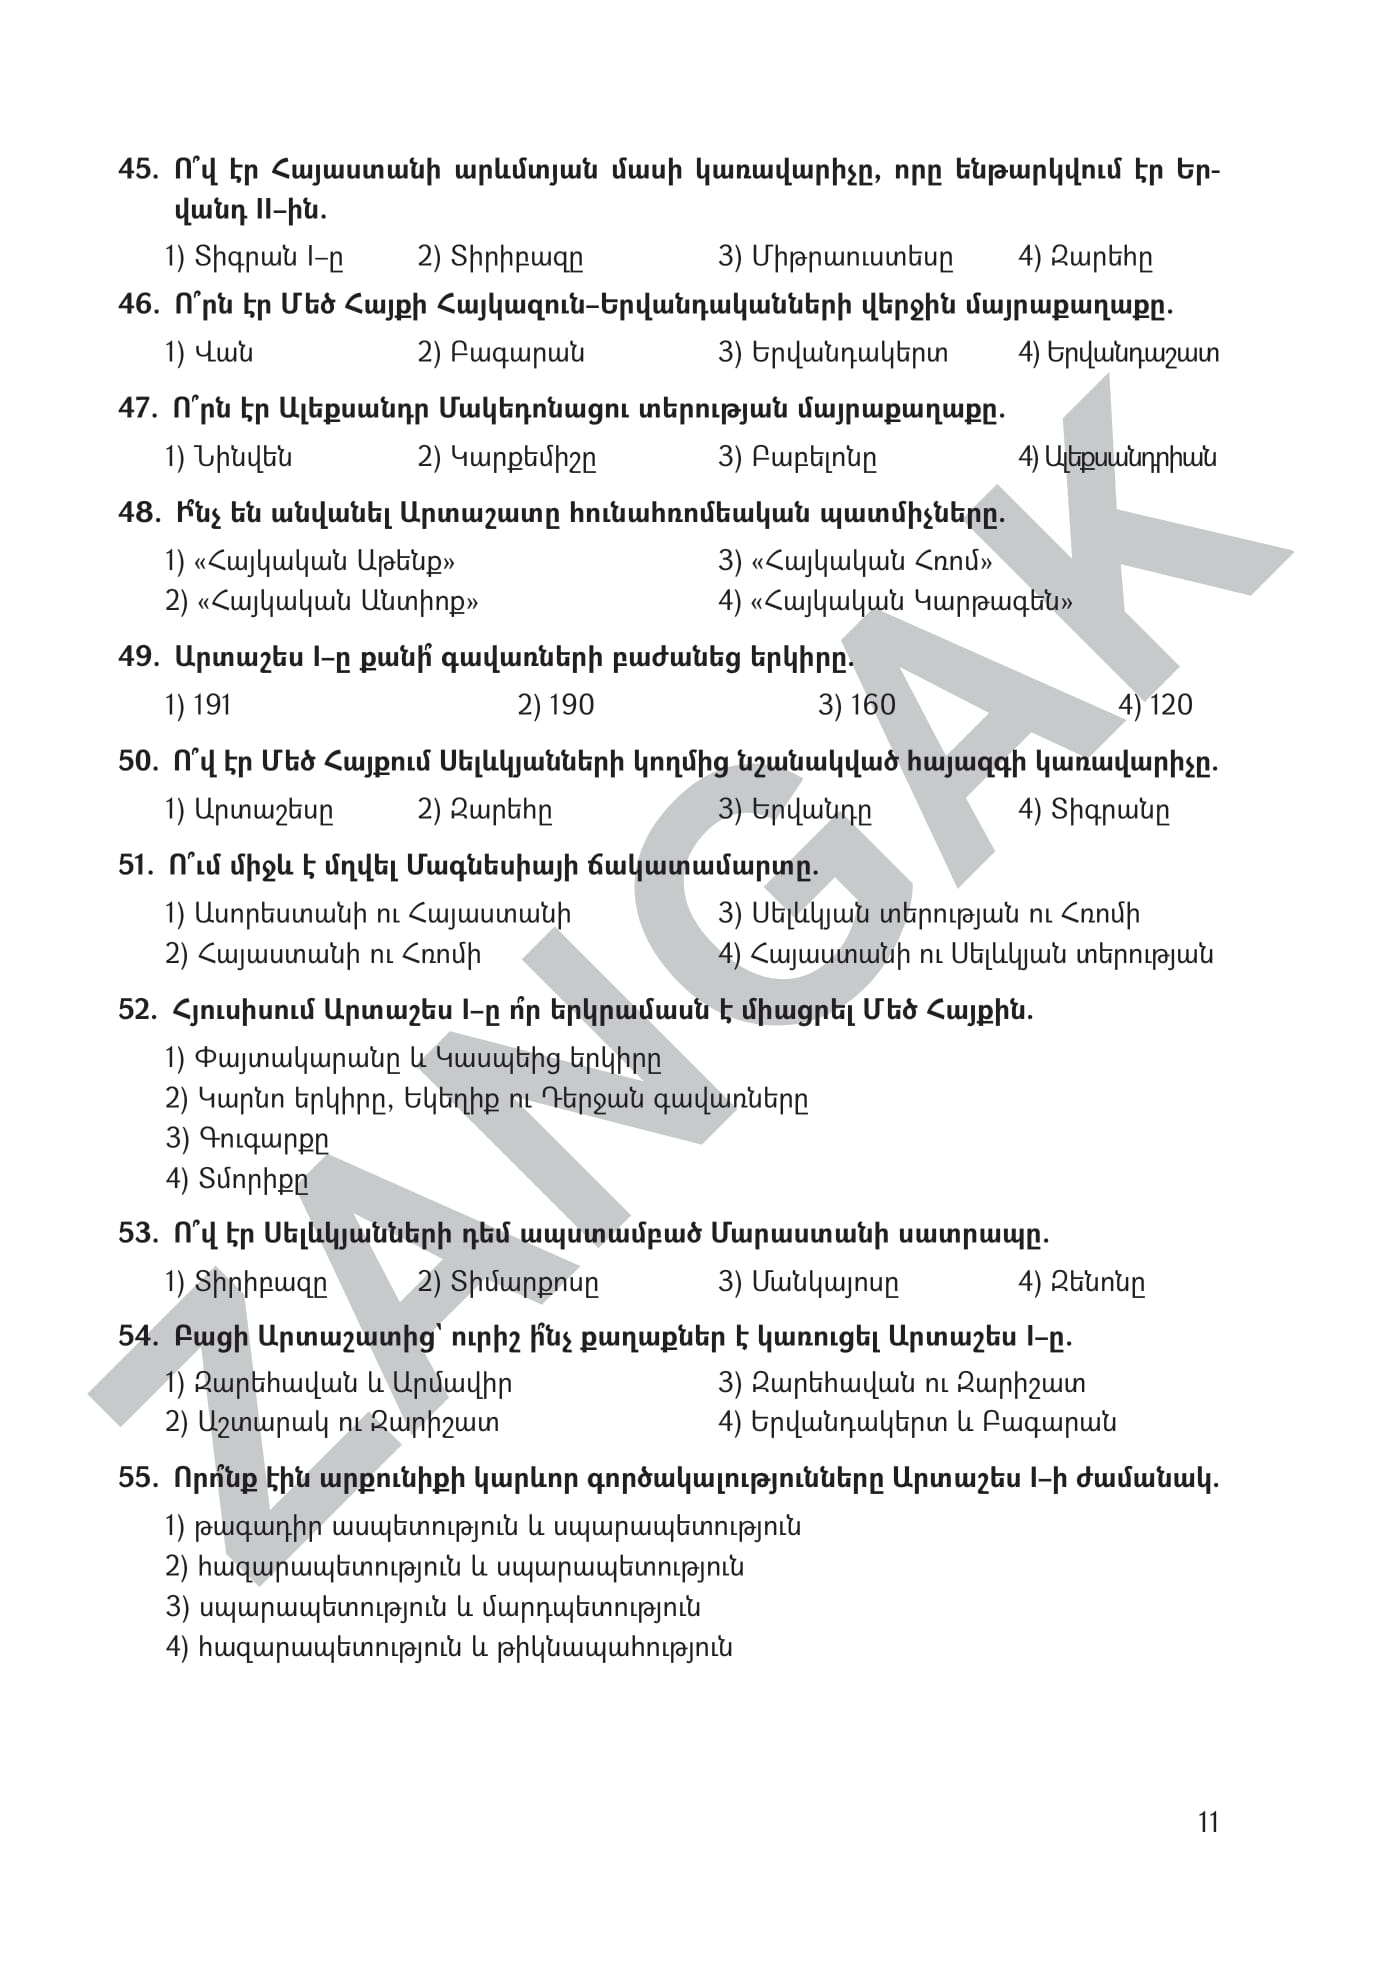 45. Ո՞վ էր Հայաստանի արևմտյան մասի կառավարիչը, որը ենթարկվում էր Եր-
վանդ II–ին.
1) Տիգրան I–ը 2) Տիրիբազը 3) Միթրաուստեսը 4) Զարեհը
46. Ո՞րն էր Մեծ Հայքի Հայկազուն–Երվանդականների վերջին մայրաքաղաքը.
1) Վան 2) Բագարան 3) Երվանդակերտ 4) Երվանդաշատ
47. Ո՞րն էր Ալեքսանդր Մակեդոնացու տերության մայրաքաղաքը.
1) Նինվեն 2) Կարքեմիշը 3) Բաբելոնը 4) Ալեքսանդրիան
48. Ի՞նչ են անվանել Արտաշատը հունահռոմեական պատմիչները.
1) «Հայկական Աթենք» 3) «Հայկական Հռոմ»
2) «Հայկական Անտիոք» 4) «Հայկական Կարթագեն»
49. Արտաշես I–ը քանի՞ գավառների բաժանեց երկիրը.
1) 191 2) 190 3) 160 4) 120
50. Ո՞վ էր Մեծ Հայքում Սելևկյանների կողմից նշանակված հայազգի կառավարիչը.
1) Արտաշեսը 2) Զարեհը 3) Երվանդը 4) Տիգրանը
51. Ո՞ւմ միջև է մղվել Մագնեսիայի ճակատամարտը.
1) Ասորեստանի ու Հայաստանի 3) Սելևկյան տերության ու Հռոմի
2) Հայաստանի ու Հռոմի 4) Հայաստանի ու Սելևկյան տերության
52. Հյուսիսում Արտաշես I–ը ո՞ր երկրամասն է միացրել Մեծ Հայքին.
1) Փայտակարանը և Կասպեից երկիրը
2) Կարնո երկիրը, Եկեղիք ու Դերջան գավառները
3) Գուգարքը
4) Տմորիքը
53. Ո՞վ էր Սելևկյանների դեմ ապստամբած Մարաստանի սատրապը.
1) Տիրիբազը 2) Տիմարքոսը 3) Մանկայոսը 4) Զենոնը
54. Բացի Արտաշատից՝ ուրիշ ի՞նչ քաղաքներ է կառուցել Արտաշես I–ը.
1) Զարեհավան և Արմավիր 3) Զարեհավան ու Զարիշատ
2) Աշտարակ ու Զարիշատ 4) Երվանդակերտ և Բագարան
55. Որո՞նք էին արքունիքի կարևոր գործակալությունները Արտաշես I–ի ժամանակ.
1) թագադիր ասպետություն և սպարապետություն
2) հազարապետություն և սպարապետություն
3) սպարապետություն և մարդպետություն
4) հազարապետություն և թիկնապահություն
11
ZANGAK